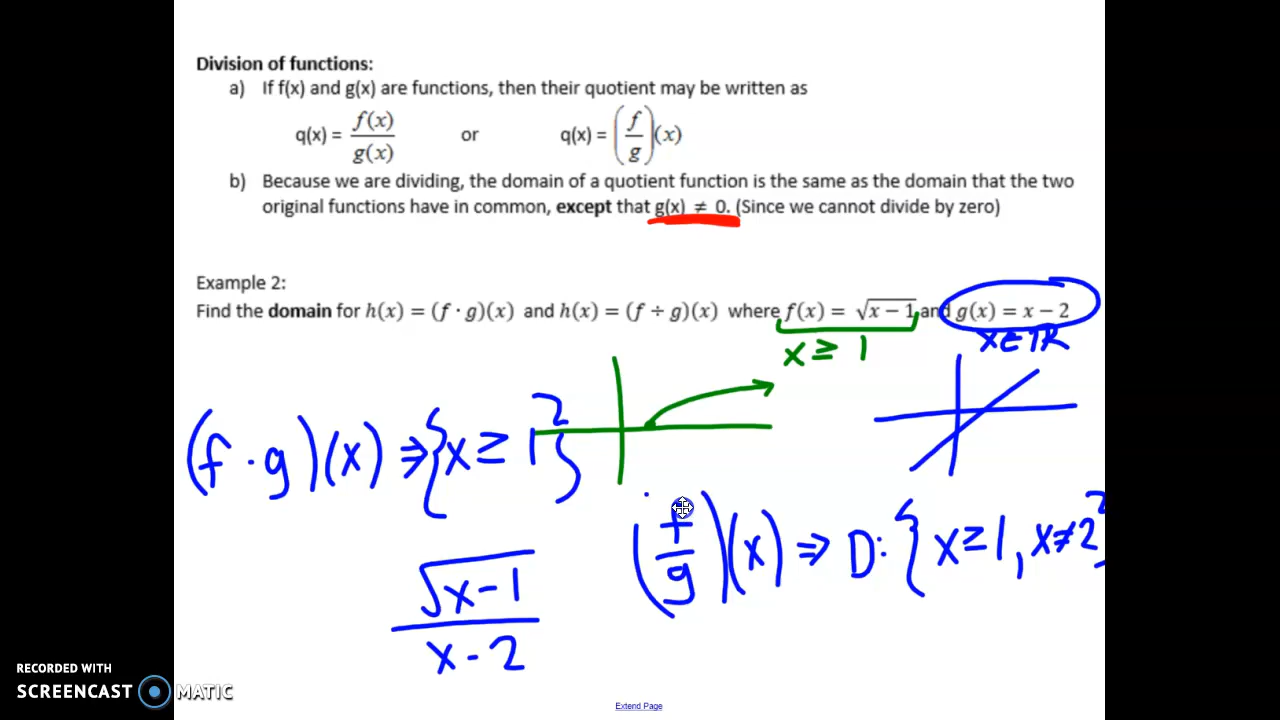 Division of functions:
a) If f(x) and g(x) are functions, then their quotient may be written as
q(x) = f(x)/g(x) or q(x) = (f/g)(x)
b) Because we are dividing, the domain of a quotient function is the same as the domain that the two
original functions have in common, except that g(x) ≠ 0. (Since we cannot divide by zero)
Example 2:
Find the domain for h(x) = (f · g)(x) and h(x) = (f ÷ g)(x) where f(x) = √(x − 1) and g(x) = x − 2
x ≥ 1
x ∈ ℝ
(f · g)(x) ⇒ {x ≥ 1}
(f/g)(x) ⇒ D: {x ≥ 1, x ≠ 2}
√(x − 1)/(x − 2)
RECORDED WITH
SCREENCAST MATIC
Extend Page